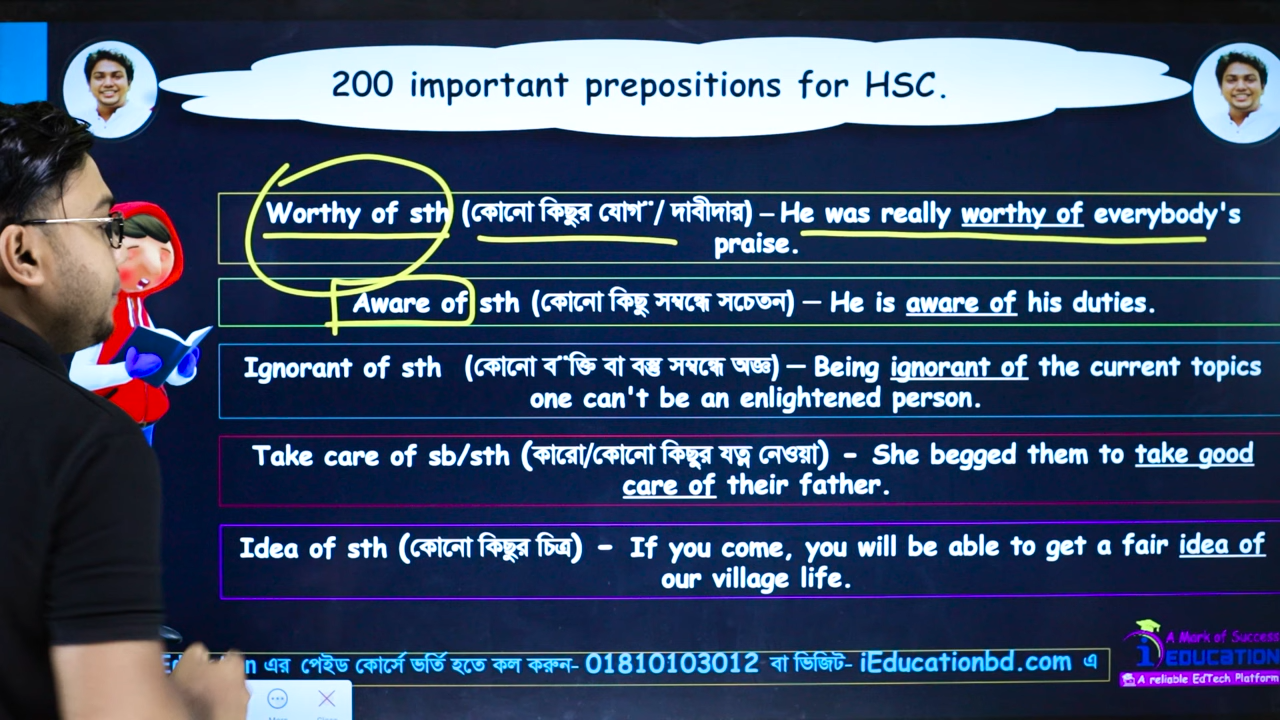 200 important prepositions for HSC.
Worthy of sth (কোনো কিছুর যোগ¨/ দাবীদার) – He was really worthy of everybody's
praise.
Aware of sth (কোনো কিছু সম্বন্ধে সচেতন) – He is aware of his duties.
Ignorant of sth (কোনো ব¨ক্তি বা বস্তু সম্বন্ধে অজ্ঞ) – Being ignorant of the current topics
one can't be an enlightened person.
Take care of sb/sth (কারো/কোনো কিছুর যত্ন নেওয়া) – She begged them to take good
care of their father.
Idea of sth (কোনো কিছুর চিত্র) – If you come, you will be able to get a fair idea of
our village life.
এর পেইড কোর্সে ভর্তি হতে কল করুন- 01810103012 বা ভিজিট- iEducationbd.com এ
A Mark of Success
iEDUCATION
A reliable EdTech Platform